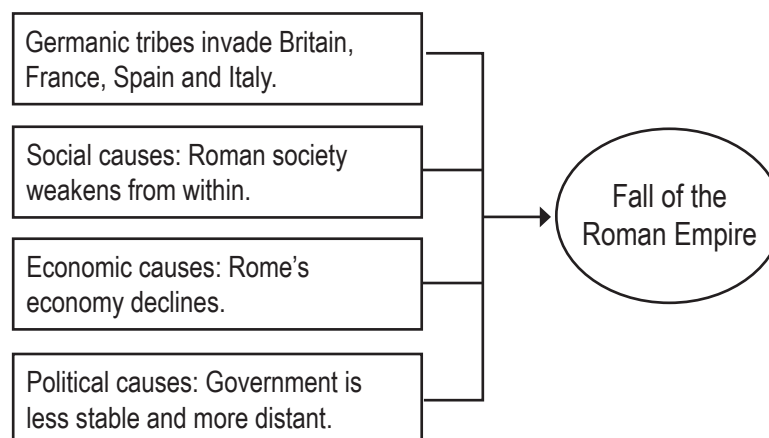 Germanic tribes invade Britain,
France, Spain and Italy.
Social causes: Roman society
weakens from within.
Economic causes: Rome’s
economy declines.
Political causes: Government is
less stable and more distant.
Fall of the
Roman Empire